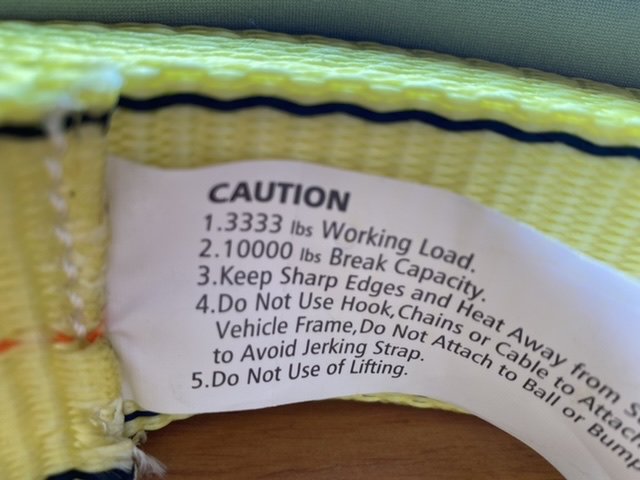 CAUTION
1.3333 lbs Working Load.
2.10000 lbs Break Capacity.
3.Keep Sharp Edges and Heat Away from
4.Do Not Use Hook,Chains or Cable to Attach
Vehicle Frame,Do Not Attach to Ball or
to Avoid Jerking Strap.
5.Do Not Use of Lifting.